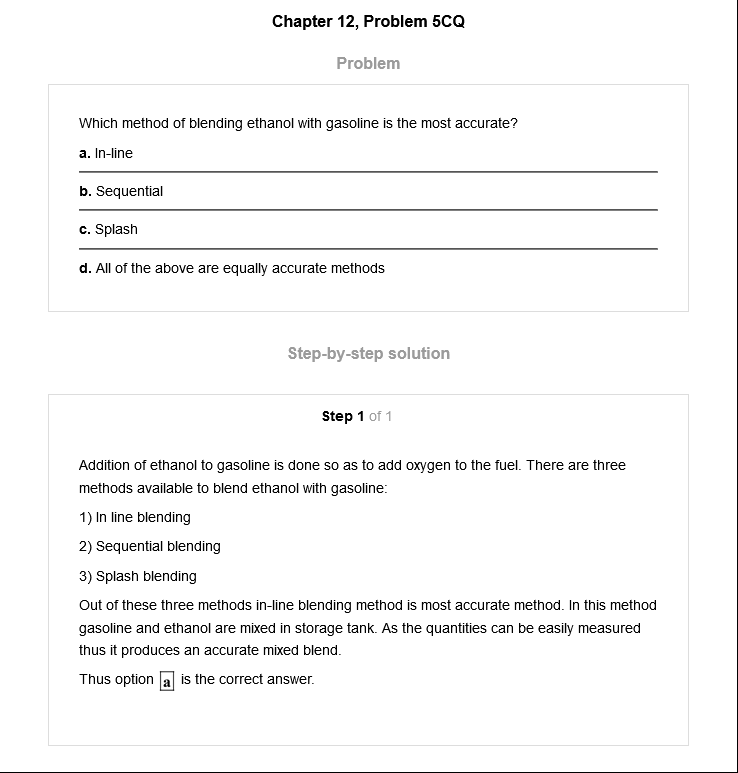 Chapter 12, Problem 5CQ
Problem
Which method of blending ethanol with gasoline is the most accurate?
a. In-line
b. Sequential
c. Splash
d. All of the above are equally accurate methods
Step-by-step solution
Step 1 of 1
Addition of ethanol to gasoline is done so as to add oxygen to the fuel. There are three
methods available to blend ethanol with gasoline:
1) In line blending
2) Sequential blending
3) Splash blending
Out of these three methods in-line blending method is most accurate method. In this method
gasoline and ethanol are mixed in storage tank. As the quantities can be easily measured
thus it produces an accurate mixed blend.
Thus option a is the correct answer.